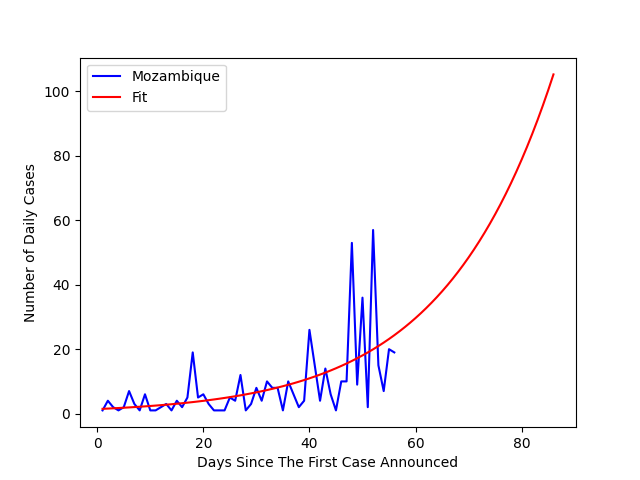 Mozambique
Fit
Number of Daily Cases
100
80
60
40
20
0
0 20 40 60 80
Days Since The First Case Announced